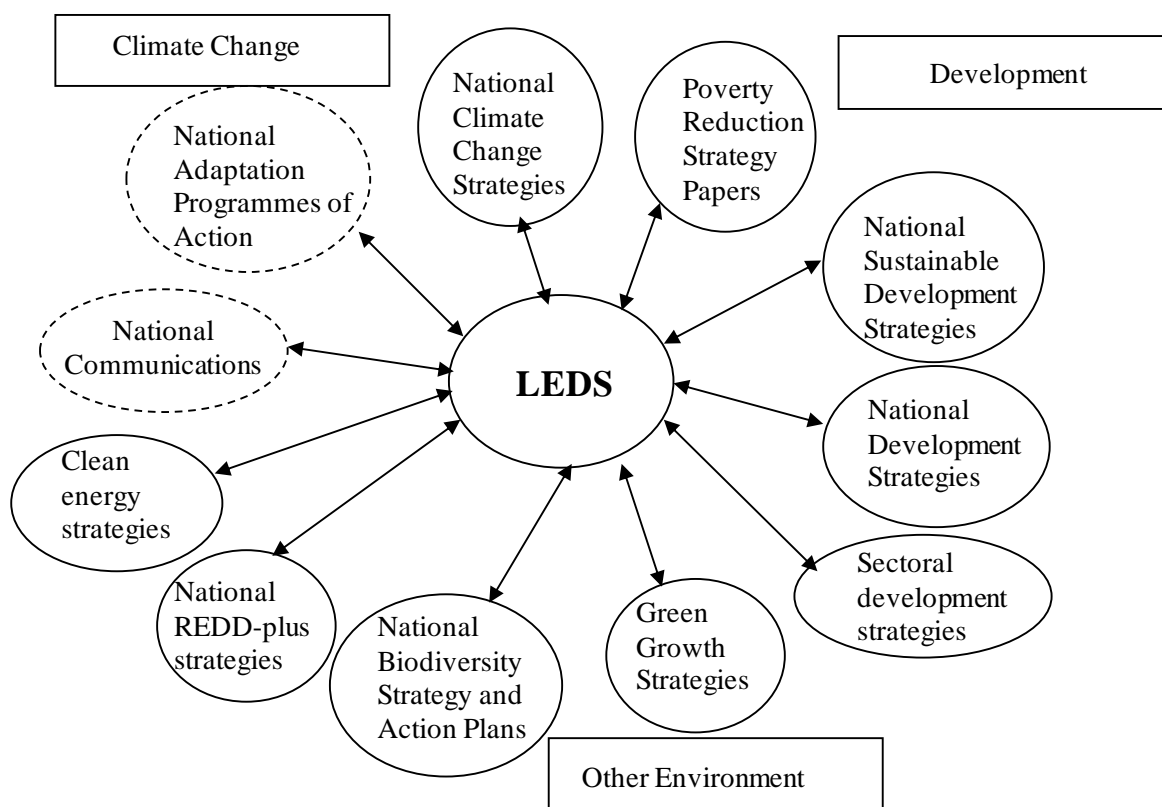 Climate Change
National
Climate
Change
Strategies
Poverty
Reduction
Strategy
Papers
Development
National
Adaptation
Programmes of
Action
National
Sustainable
Development
Strategies
National
Communications
LEDS
National
Development
Strategies
Clean
energy
strategies
National
REDD-plus
strategies
National
Biodiversity
Strategy and
Action Plans
Green
Growth
Strategies
Sectoral
development
strategies
Other Environment